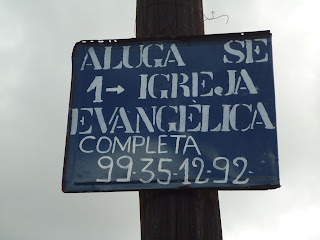 ALUGA SE
1→ IGREJA
EVANGÈLICA
COMPLETA
99-35-12-92-